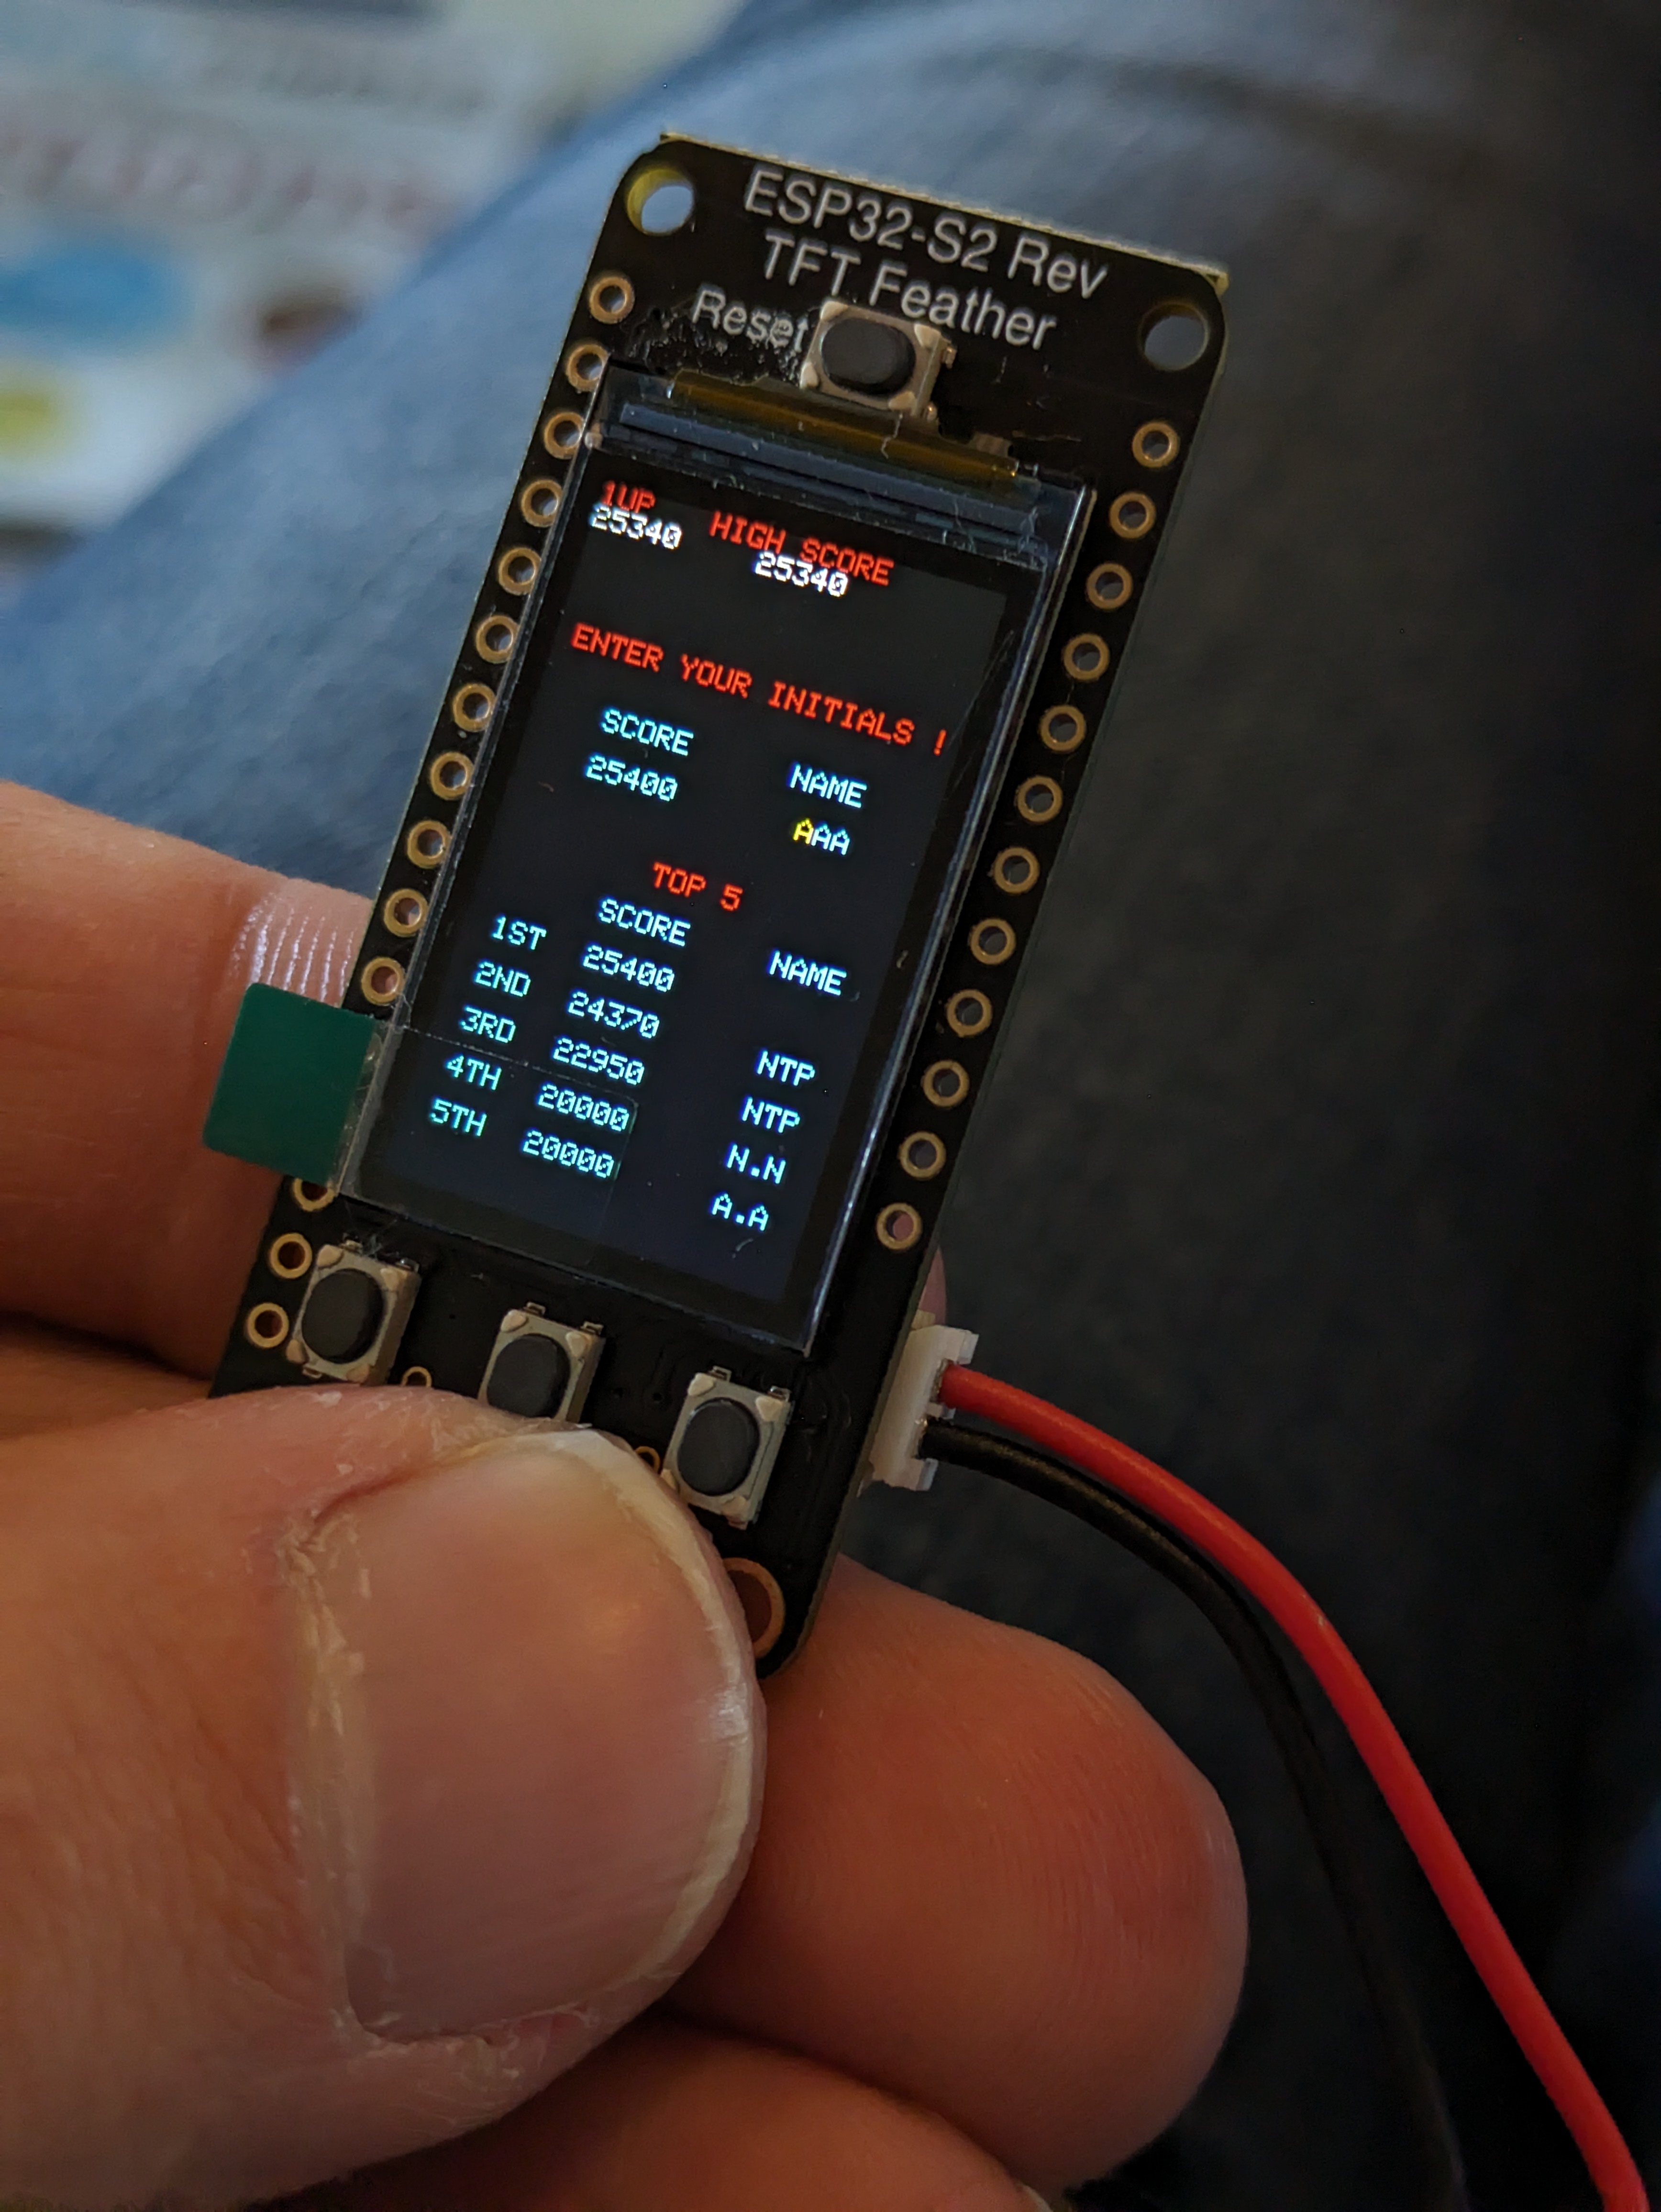 ESP32-S2 Rev
TFT Feather
Reset
1UP HIGH SCORE
25340 25340
ENTER YOUR INITIALS !
SCORE NAME
25400 AAA
TOP 5
SCORE NAME
1ST 25400
2ND 24370 NTP
3RD 22950 NTP
4TH 20000 N.N
5TH 20000 A.A